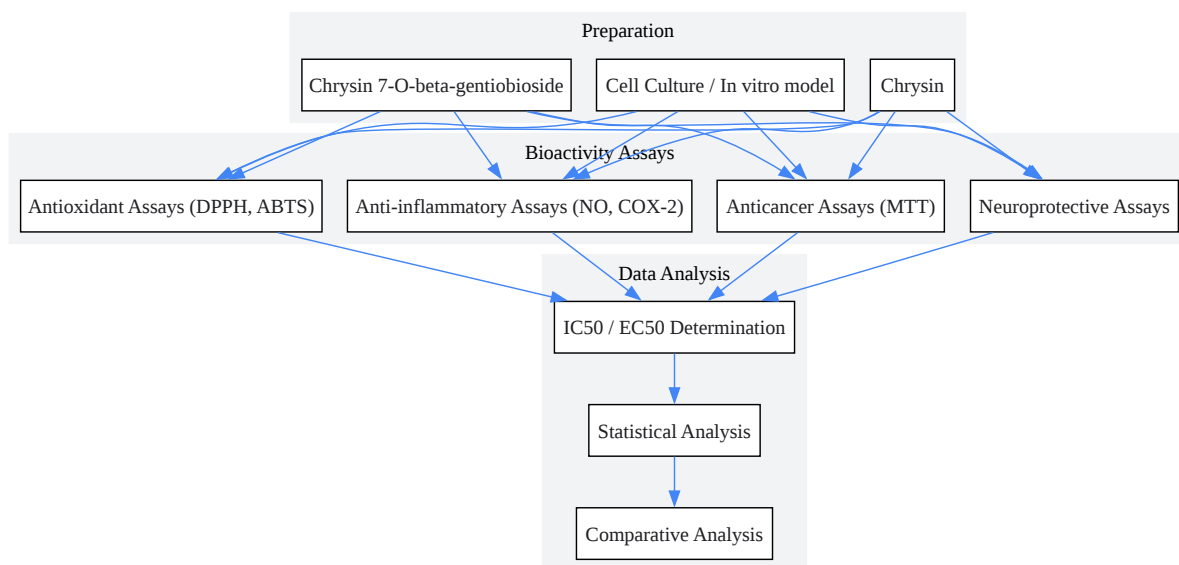 Preparation
Chrysin 7-O-beta-gentiobioside
Cell Culture / In vitro model
Chrysin
Bioactivity Assays
Antioxidant Assays (DPPH, ABTS)
Anti-inflammatory Assays (NO, COX-2)
Anticancer Assays (MTT)
Neuroprotective Assays
Data Analysis
IC50 / EC50 Determination
Statistical Analysis
Comparative Analysis